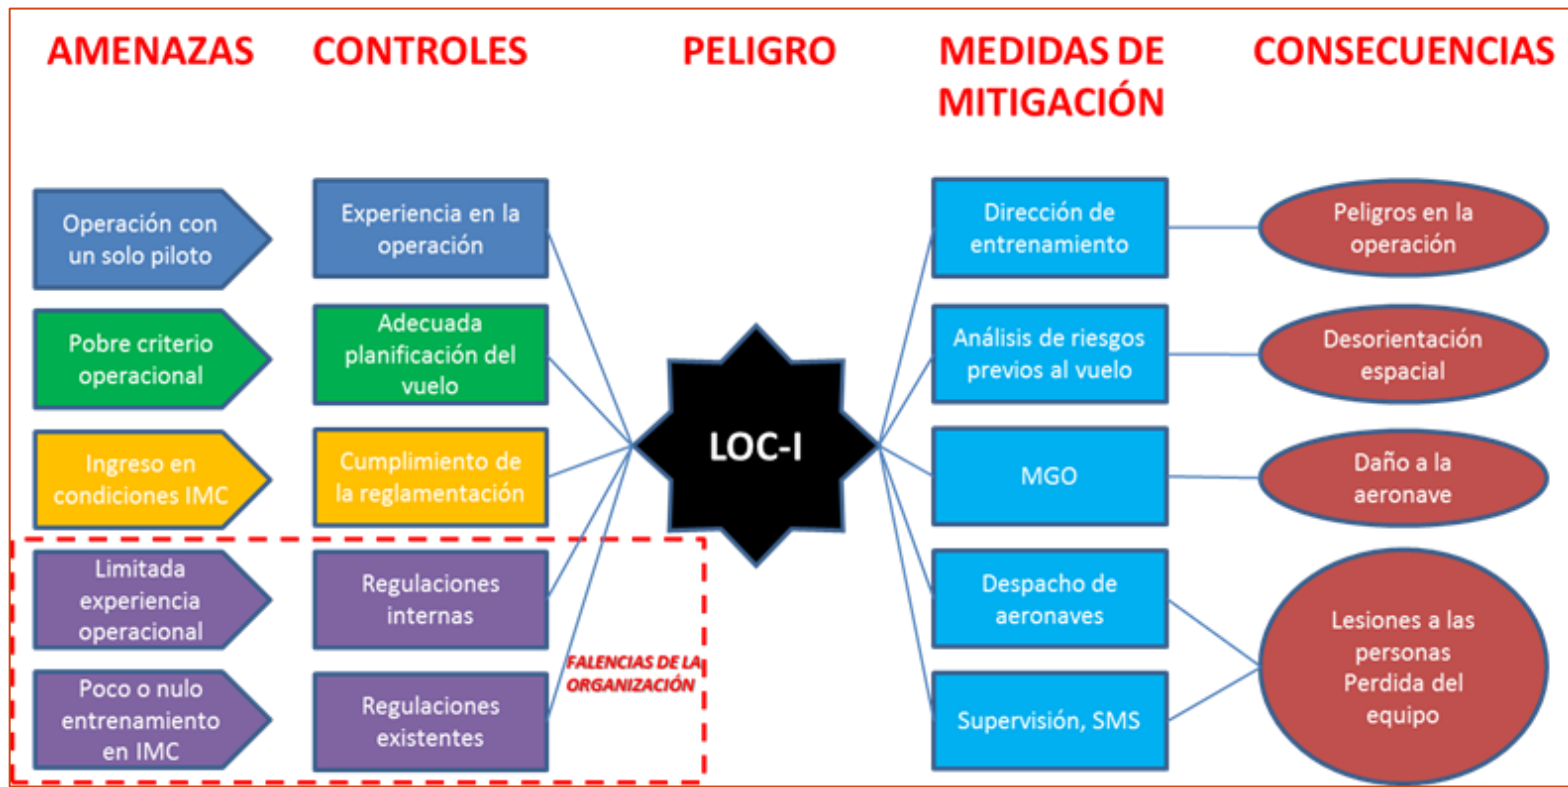 AMENAZAS
CONTROLES
PELIGRO
MEDIDAS DE
MITIGACIÓN
CONSECUENCIAS
Operación con
un solo piloto
Experiencia en la
operación
Dirección de
entrenamiento
Peligros en la
operación
Pobre criterio
operacional
Adecuada
planificación del
vuelo
Análisis de riesgos
previos al vuelo
Desorientación
espacial
LOC-I
Ingreso en
condiciones IMC
Cumplimiento de
la reglamentación
MGO
Daño a la
aeronave
Limitada
experiencia
operacional
Regulaciones
internas
Despacho de
aeronaves
Lesiones a las
personas
Perdida del
equipo
FALENCIAS DE LA
ORGANIZACIÓN
Poco o nulo
entrenamiento
en IMC
Regulaciones
existentes
Supervisión, SMS